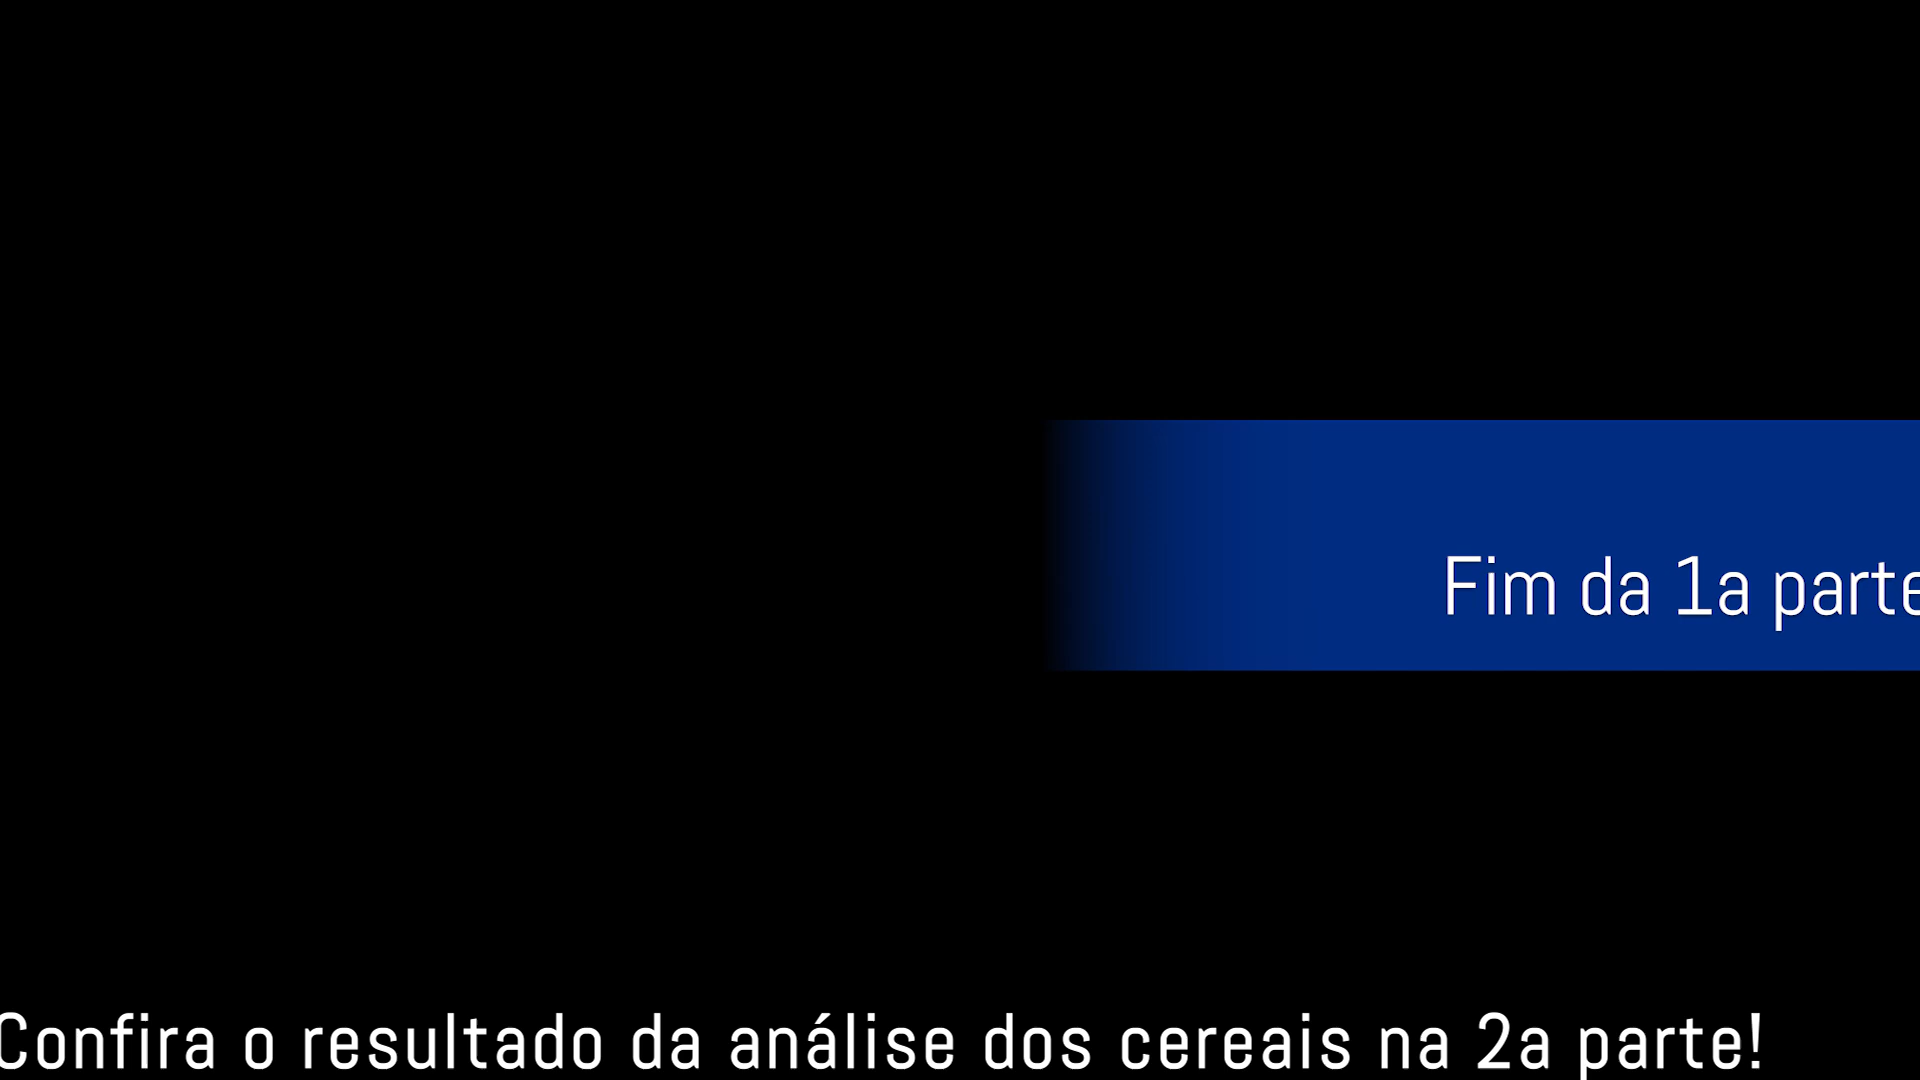 Fim da 1a parte
Confira o resultado da análise dos cereais na 2a parte!